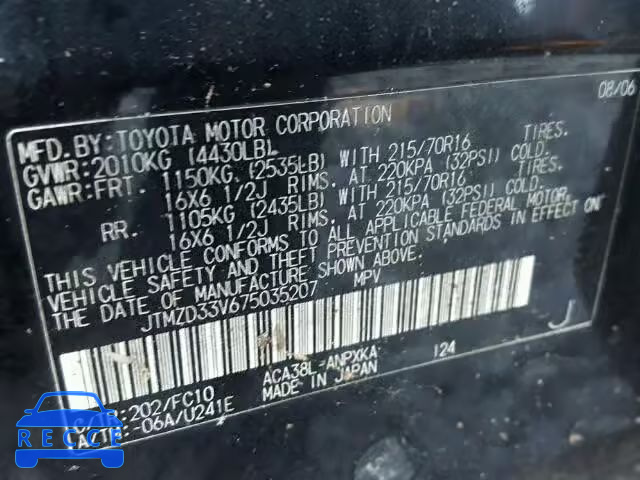 08/06
MFD. BY: TOYOTA MOTOR CORPORATION
GVWR: 2010KG (4430LB)
GAWR: FRT- 1150KG (2535LB) WITH 215/70R16 TIRES.
16X6 1/2J RIMS. AT 220KPA (32PSI) COLD.
RR. 1105KG (2435LB) WITH 215/70R16 TIRES.
16X6 1/2J RIMS. AT 220KPA (32PSI) COLD.
THIS VEHICLE CONFORMS TO ALL APPLICABLE FEDERAL MOTOR
VEHICLE SAFETY AND THEFT PREVENTION STANDARDS IN EFFECT ON
THE DATE OF MANUFACTURE SHOWN ABOVE.
JTMZD33V675035207 MPV
J
ACA38L-ANPXKA 124
:202/FC10 MADE IN JAPAN
-06A/U241E